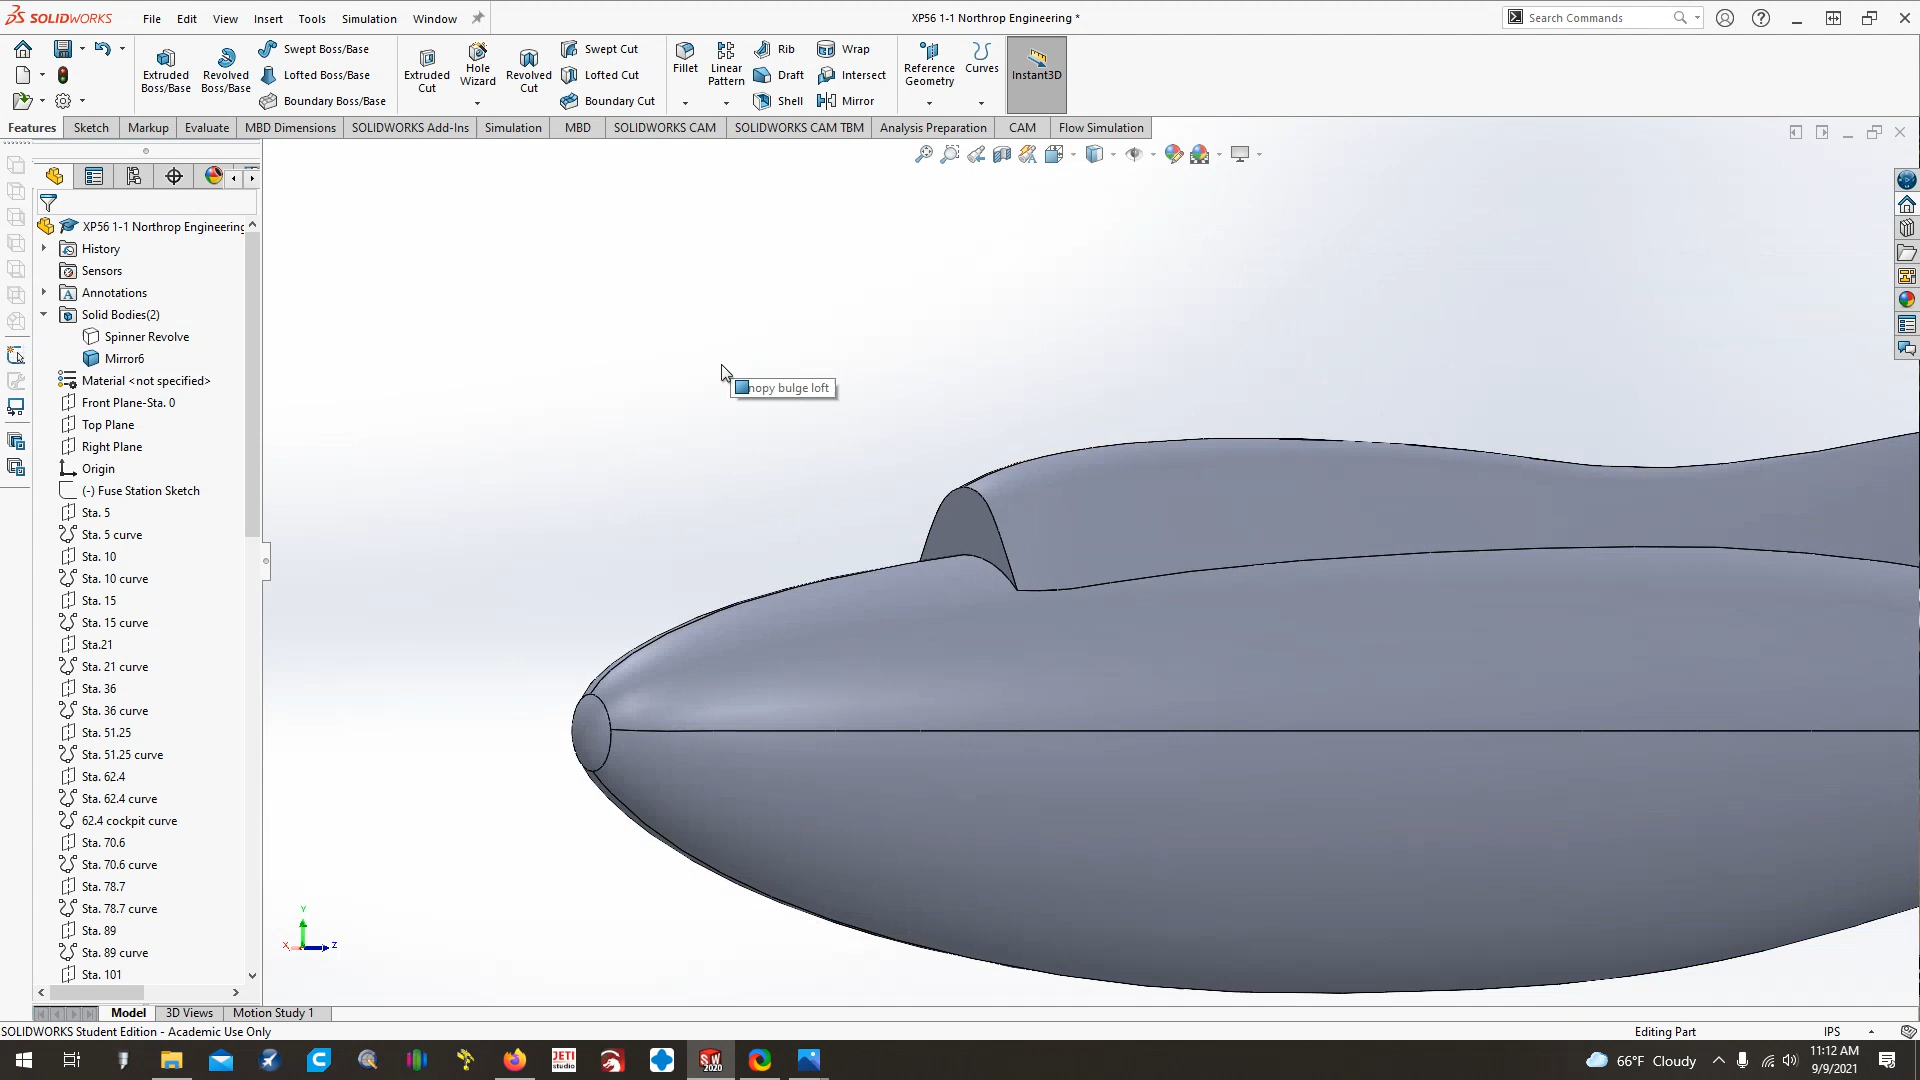 SOLIDWORKS
File Edit View Insert Tools Simulation Window
XP56 1-1 Northrop Engineering *
Search Commands
Extruded Boss/Base
Revolved Boss/Base
Swept Boss/Base
Lofted Boss/Base
Boundary Boss/Base
Extruded Cut
Hole Wizard
Revolved Cut
Swept Cut
Lofted Cut
Boundary Cut
Fillet
Linear Pattern
Rib
Draft
Shell
Wrap
Intersect
Mirror
Reference Geometry
Curves
Instant3D
Features Sketch Markup Evaluate MBD Dimensions SOLIDWORKS Add-Ins Simulation MBD SOLIDWORKS CAM SOLIDWORKS CAM TBM Analysis Preparation CAM Flow Simulation
XP56 1-1 Northrop Engineering
History
Sensors
Annotations
Solid Bodies(2)
Spinner Revolve
Mirror6
Material <not specified>
Front Plane-Sta. 0
Top Plane
Right Plane
Origin
(-) Fuse Station Sketch
Sta. 5
Sta. 5 curve
Sta. 10
Sta. 10 curve
Sta. 15
Sta. 15 curve
Sta.21
Sta. 21 curve
Sta. 36
Sta. 36 curve
Sta. 51.25
Sta. 51.25 curve
Sta. 62.4
Sta. 62.4 curve
62.4 cockpit curve
Sta. 70.6
Sta. 70.6 curve
Sta. 78.7
Sta. 78.7 curve
Sta. 89
Sta. 89 curve
Sta. 101
nopy bulge loft
Y
X
Z
Model 3D Views Motion Study 1
SOLIDWORKS Student Edition - Academic Use Only
Editing Part
IPS
JETI studio
SW 2020
66°F Cloudy
11:12 AM
9/9/2021